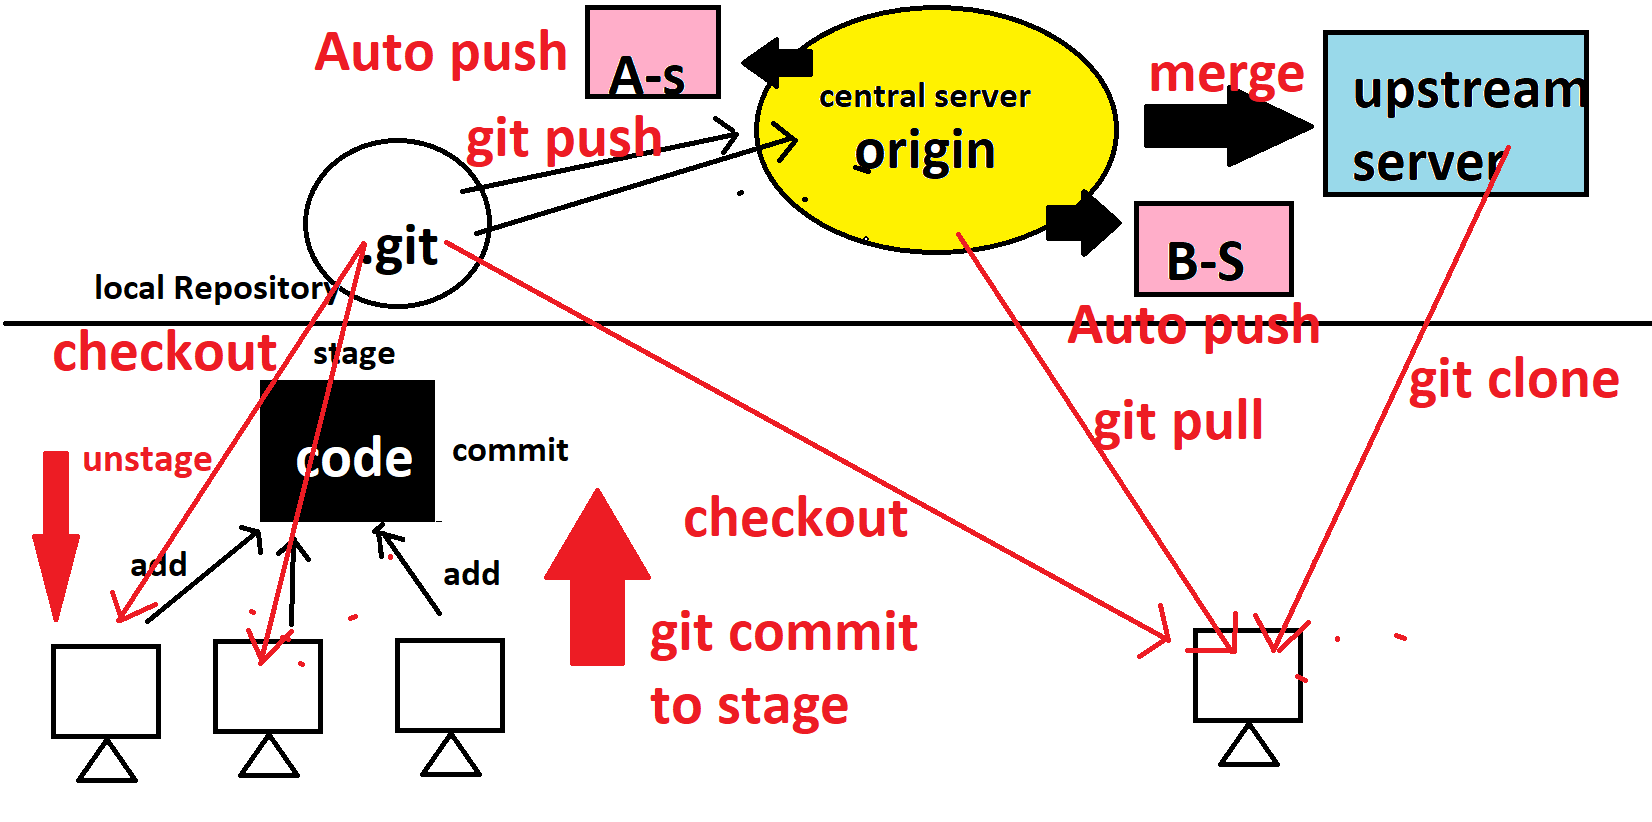 Auto push
A-s
central server
origin
merge
upstream
server
git push
.git
B-S
local Repository
Auto push
checkout
stage
git clone
git pull
unstage
code
commit
checkout
add
add
git commit
to stage